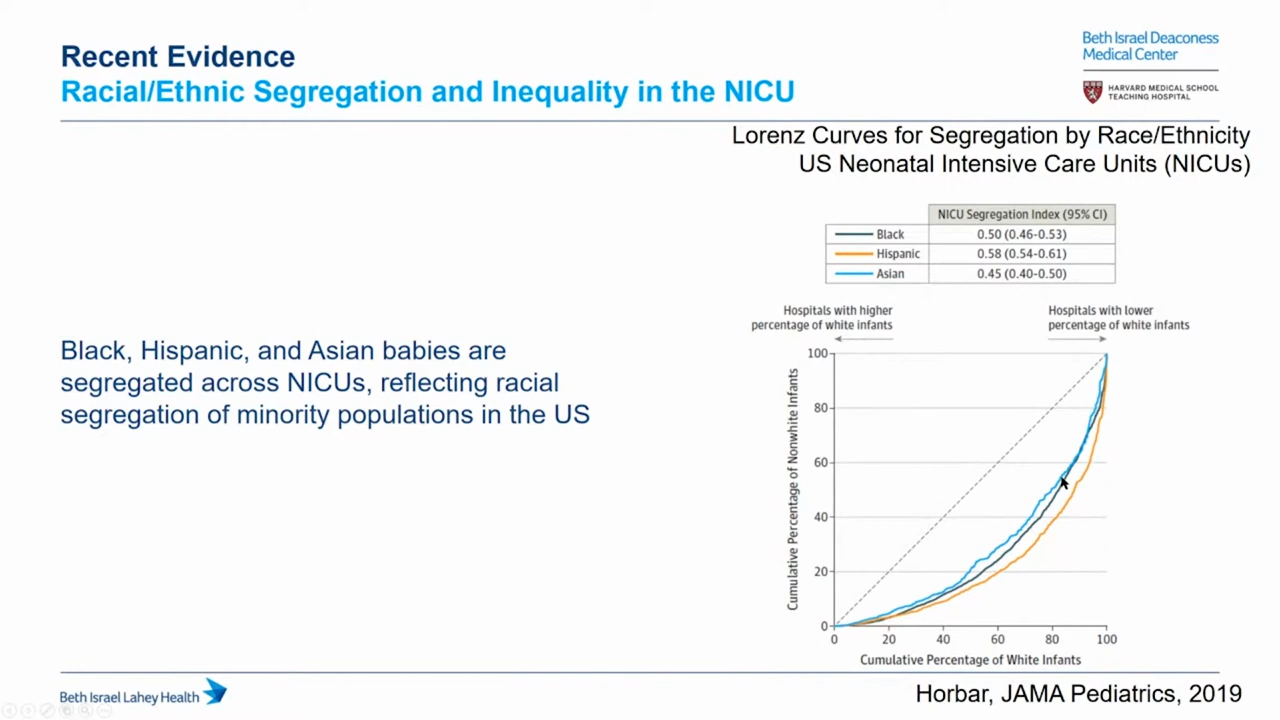 Recent Evidence
Racial/Ethnic Segregation and Inequality in the NICU
Beth Israel Deaconess
Medical Center
HARVARD MEDICAL SCHOOL
TEACHING HOSPITAL
Lorenz Curves for Segregation by Race/Ethnicity
US Neonatal Intensive Care Units (NICUs)
NICU Segregation Index (95% CI)
Black 0.50 (0.46-0.53)
Hispanic 0.58 (0.54-0.61)
Asian 0.45 (0.40-0.50)
Black, Hispanic, and Asian babies are
segregated across NICUs, reflecting racial
segregation of minority populations in the US
Hospitals with higher
percentage of white infants
Hospitals with lower
percentage of white infants
Cumulative Percentage of Nonwhite Infants
100
80
60
40
20
0
0 20 40 60 80 100
Cumulative Percentage of White Infants
Beth Israel Lahey Health
Horbar, JAMA Pediatrics, 2019